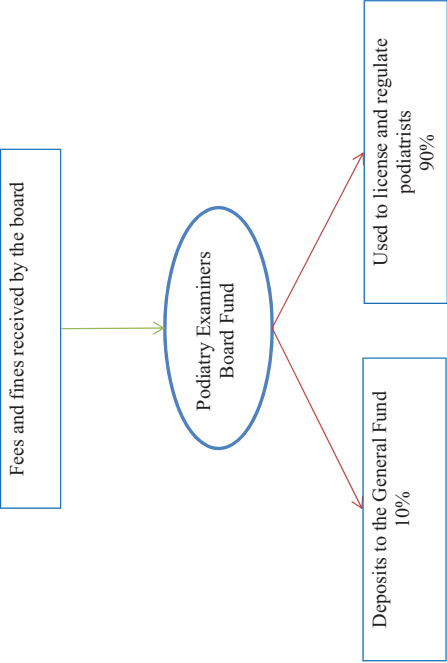 Fees and fines received by the board
Podiatry Examiners
Board Fund
Deposits to the General Fund
10%
Used to license and regulate
podiatrists
90%